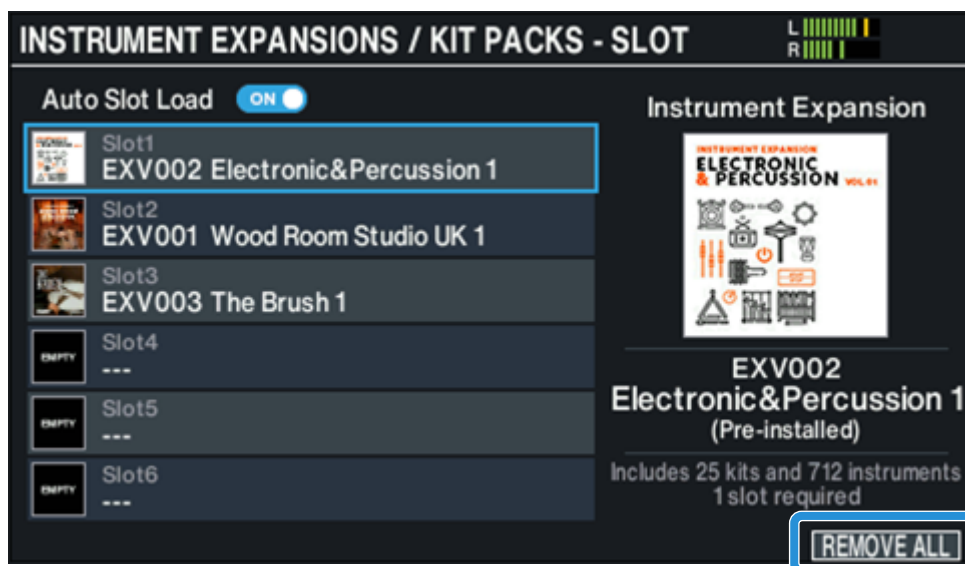 INSTRUMENT EXPANSIONS / KIT PACKS - SLOT
L
R
Auto Slot Load ON
Slot1
EXV002 Electronic&Percussion 1
Slot2
EXV001 Wood Room Studio UK 1
Slot3
EXV003 The Brush 1
EMPTY
Slot4
---
EMPTY
Slot5
---
EMPTY
Slot6
---
Instrument Expansion
INSTRUMENT EXPANSION
ELECTRONIC
& PERCUSSION VOL.01
EXV002
Electronic&Percussion 1
(Pre-installed)
Includes 25 kits and 712 instruments
1 slot required
REMOVE ALL